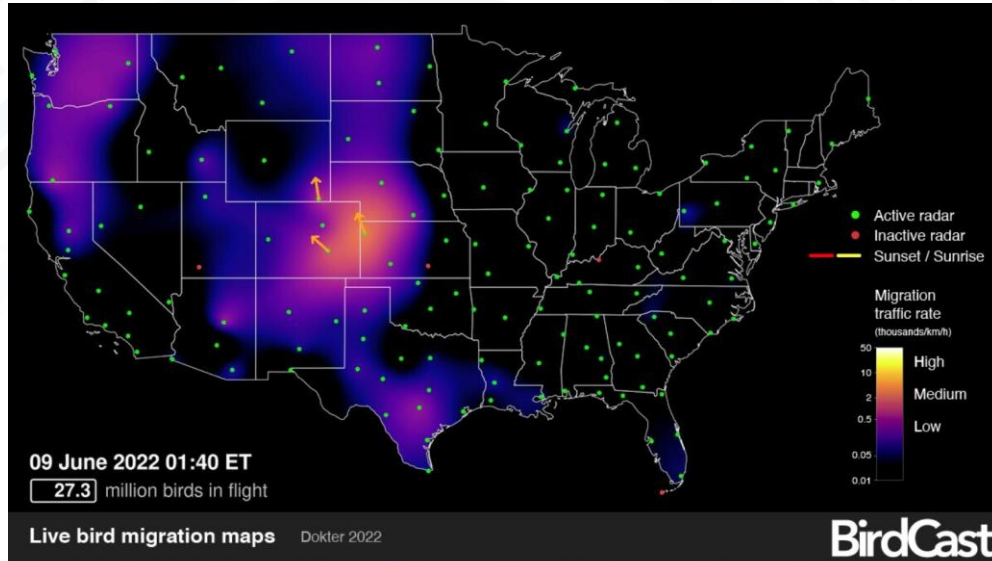 Active radar
Inactive radar
Sunset / Sunrise
Migration
traffic rate
(thousands/km/h)
50
High
10
Medium
2
0.5
Low
0.05
0.01
09 June 2022 01:40 ET
27.3 million birds in flight
Live bird migration maps Dokter 2022
BirdCast